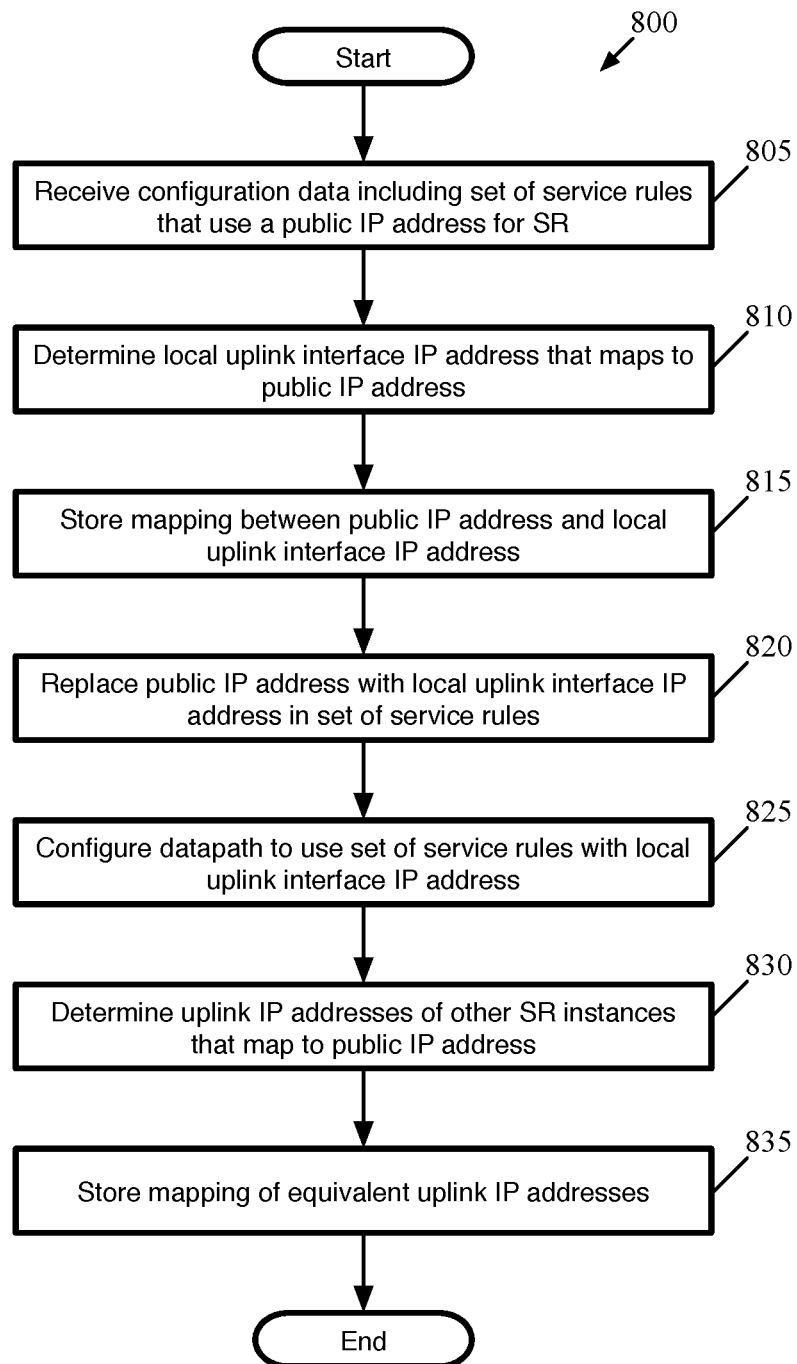 800
Start
805
Receive configuration data including set of service rules
that use a public IP address for SR
810
Determine local uplink interface IP address that maps to
public IP address
815
Store mapping between public IP address and local
uplink interface IP address
820
Replace public IP address with local uplink interface IP
address in set of service rules
825
Configure datapath to use set of service rules with local
uplink interface IP address
830
Determine uplink IP addresses of other SR instances
that map to public IP address
835
Store mapping of equivalent uplink IP addresses
End